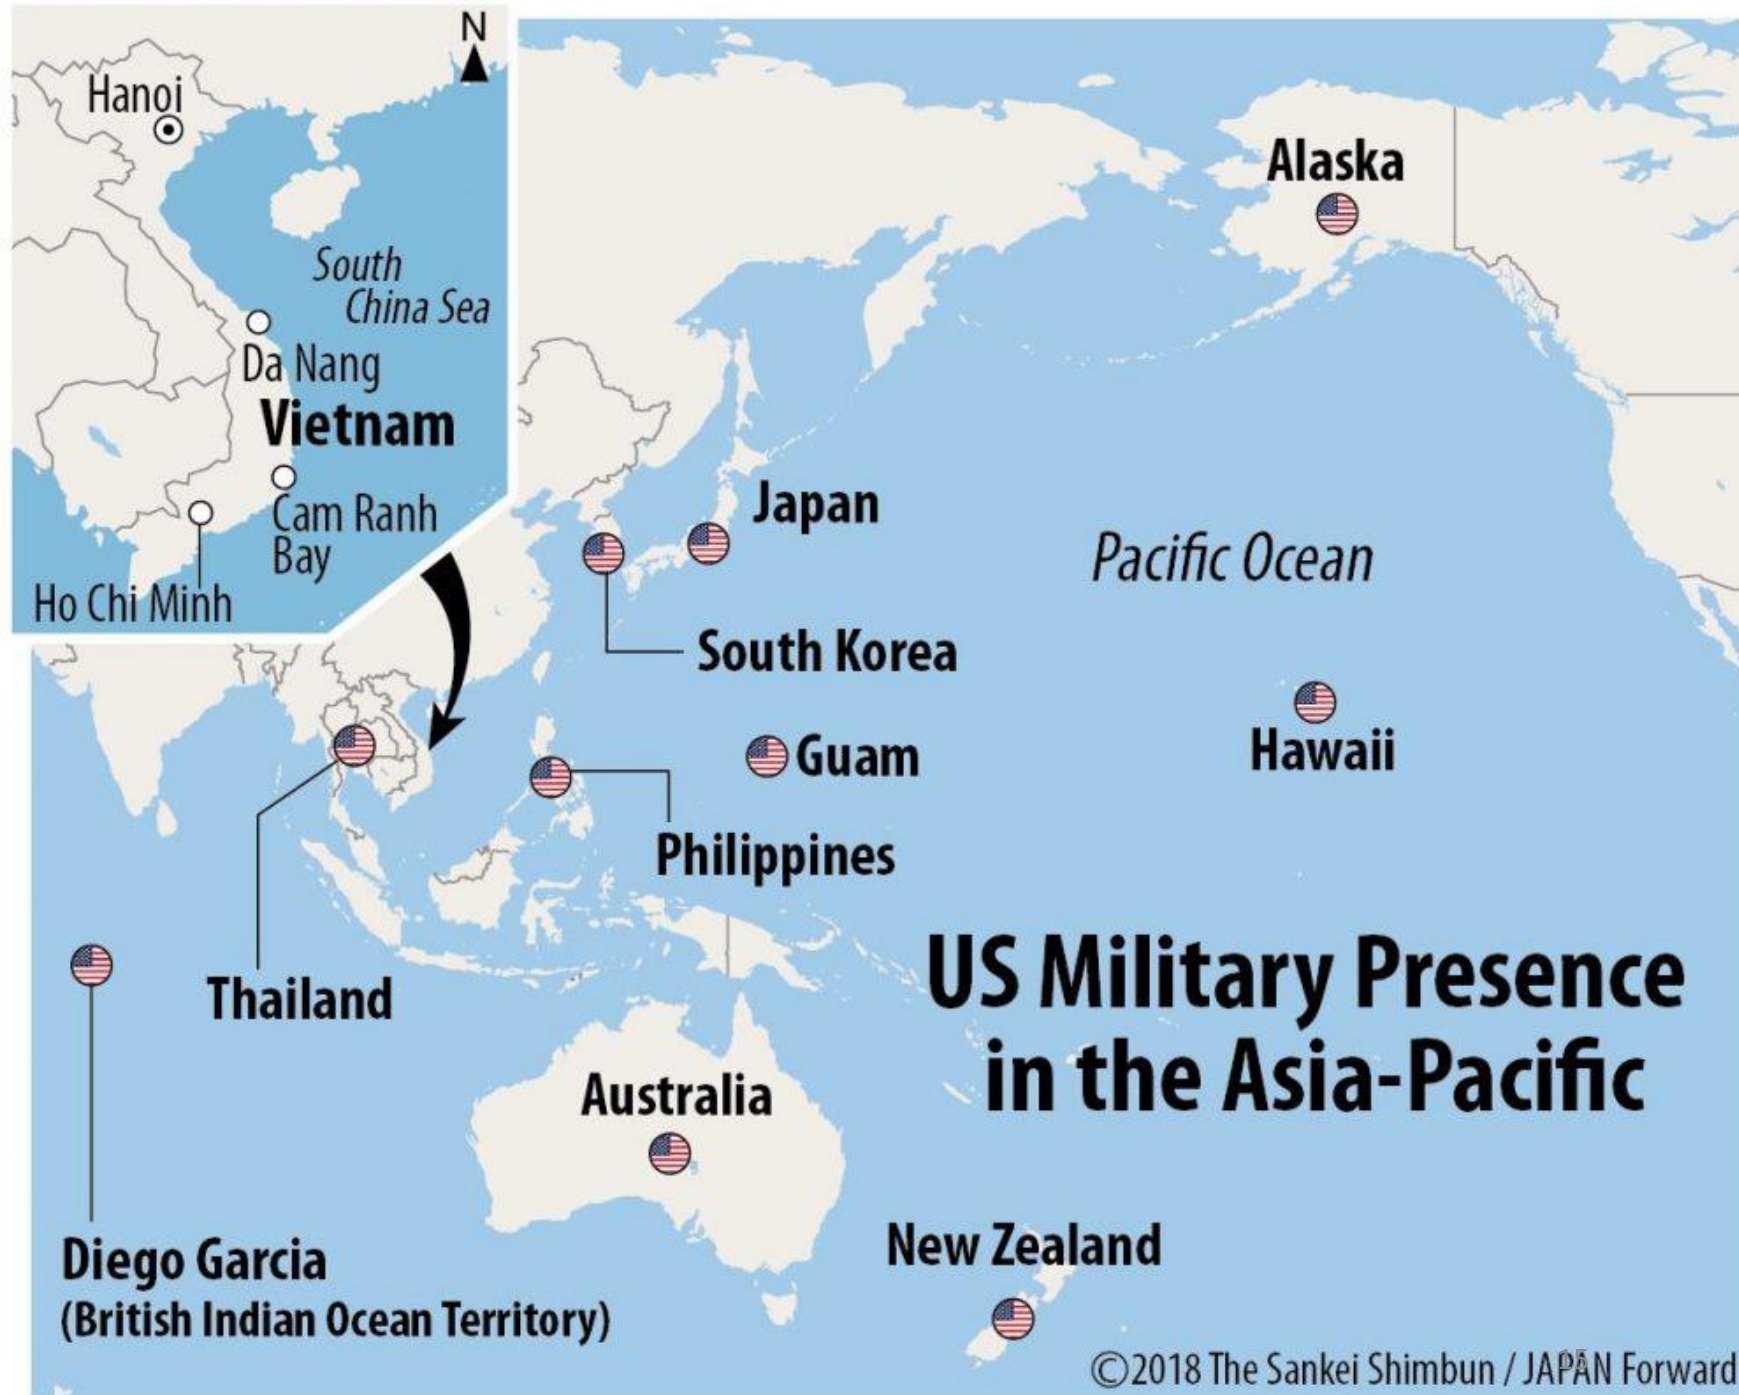 N
Hanoi
South
China Sea
Da Nang
Vietnam
Cam Ranh
Bay
Ho Chi Minh
Alaska
Japan
Pacific Ocean
South Korea
Guam
Hawaii
Philippines
Thailand
US Military Presence
in the Asia-Pacific
Australia
Diego Garcia
(British Indian Ocean Territory)
New Zealand
©2018 The Sankei Shimbun / JAPAN Forward
15